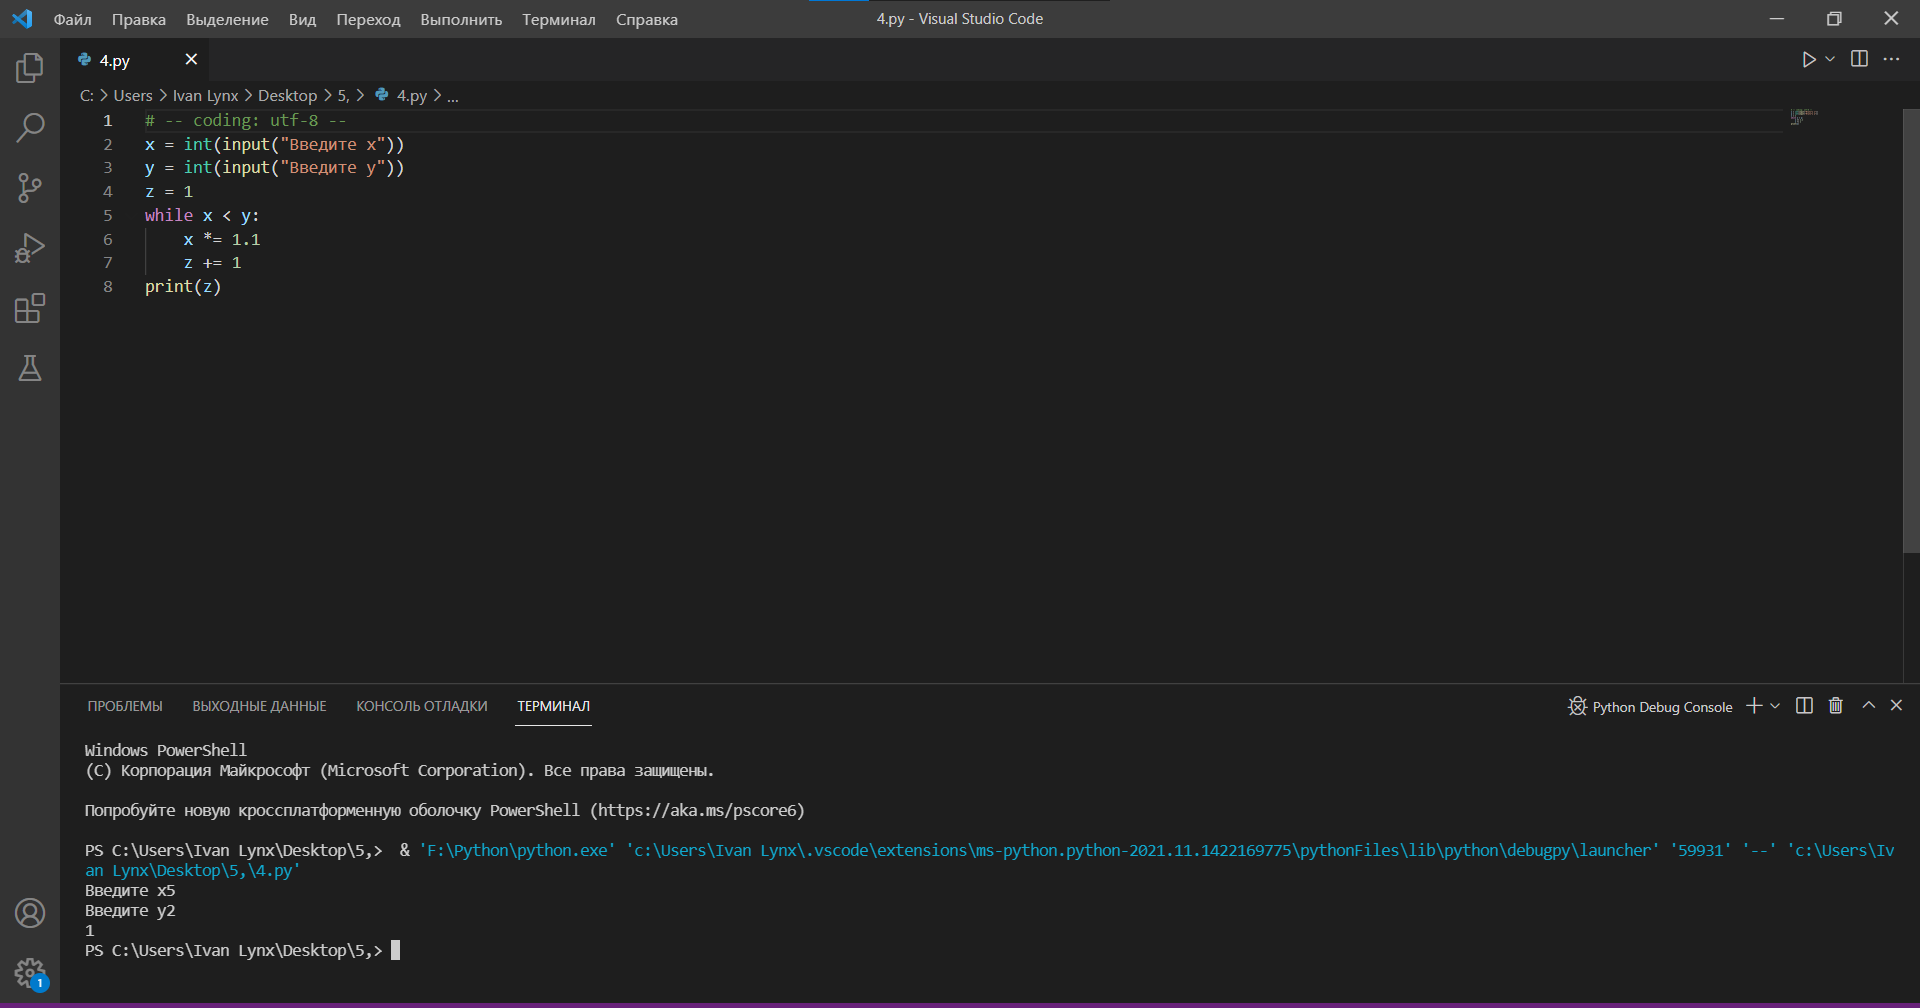 Файл Правка Выделение Вид Переход Выполнить Терминал Справка 4.py - Visual Studio Code
4.py
C: > Users > Ivan Lynx > Desktop > 5, > 4.py > ...
1 # -- coding: utf-8 --
2 x = int(input("Введите x"))
3 y = int(input("Введите y"))
4 z = 1
5 while x < y:
6 x *= 1.1
7 z += 1
8 print(z)
ПРОБЛЕМЫ ВЫХОДНЫЕ ДАННЫЕ КОНСОЛЬ ОТЛАДКИ ТЕРМИНАЛ Python Debug Console
Windows PowerShell
(C) Корпорация Майкрософт (Microsoft Corporation). Все права защищены.
Попробуйте новую кроссплатформенную оболочку PowerShell (https://aka.ms/pscore6)
PS C:\Users\Ivan Lynx\Desktop\5,>  & 'F:\Python\python.exe' 'c:\Users\Ivan Lynx\.vscode\extensions\ms-python.python-2021.11.1422169775\pythonFiles\lib\python\debugpy\launcher' '59931' '--' 'c:\Users\Iv
an Lynx\Desktop\5,\4.py'
Введите x5
Введите y2
1
PS C:\Users\Ivan Lynx\Desktop\5,>
1